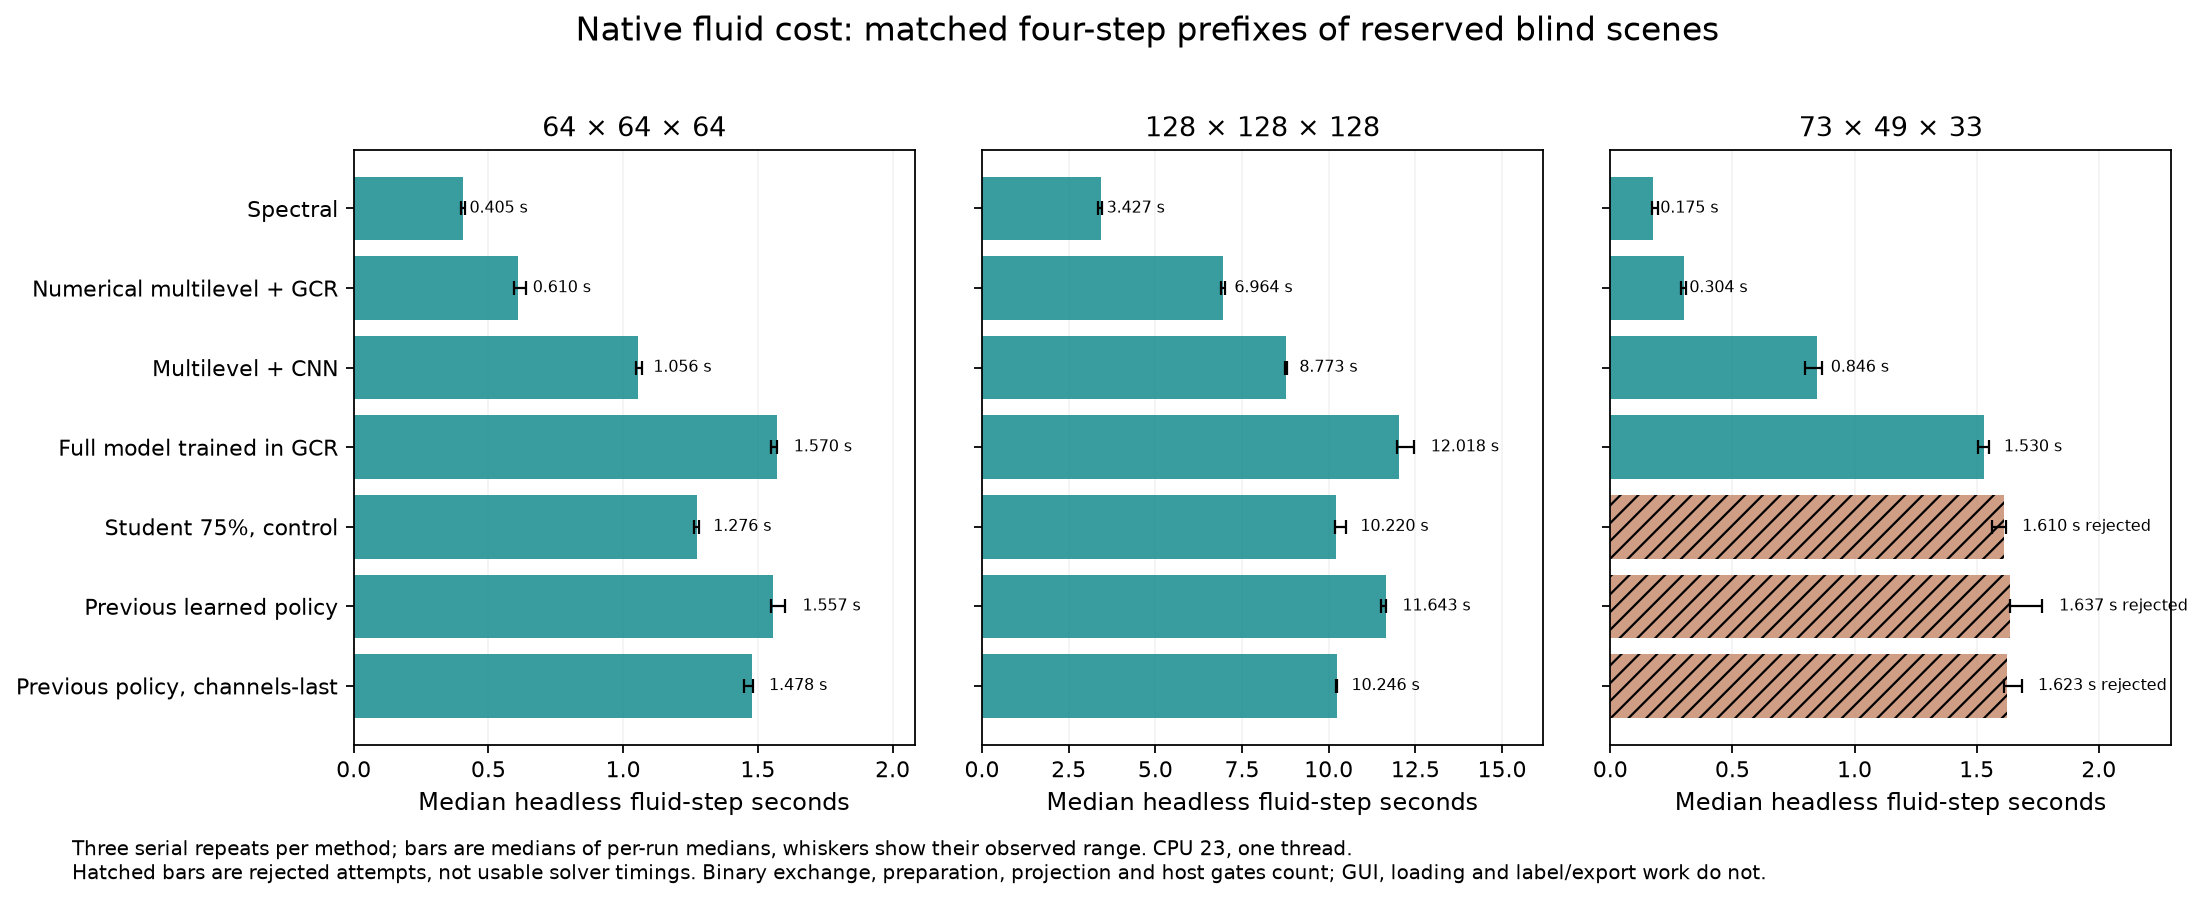 Native fluid cost: matched four-step prefixes of reserved blind scenes
64 × 64 × 64
128 × 128 × 128
73 × 49 × 33
Spectral
Numerical multilevel + GCR
Multilevel + CNN
Full model trained in GCR
Student 75%, control
Previous learned policy
Previous policy, channels-last
0.405 s
0.610 s
1.056 s
1.570 s
1.276 s
1.557 s
1.478 s
0.0 0.5 1.0 1.5 2.0
Median headless fluid-step seconds
3.427 s
6.964 s
8.773 s
12.018 s
10.220 s
11.643 s
10.246 s
0.0 2.5 5.0 7.5 10.0 12.5 15.0
Median headless fluid-step seconds
0.175 s
0.304 s
0.846 s
1.530 s
1.610 s rejected
1.637 s rejected
1.623 s rejected
0.0 0.5 1.0 1.5 2.0
Median headless fluid-step seconds
Three serial repeats per method; bars are medians of per-run medians, whiskers show their observed range. CPU 23, one thread.
Hatched bars are rejected attempts, not usable solver timings. Binary exchange, preparation, projection and host gates count; GUI, loading and label/export work do not.